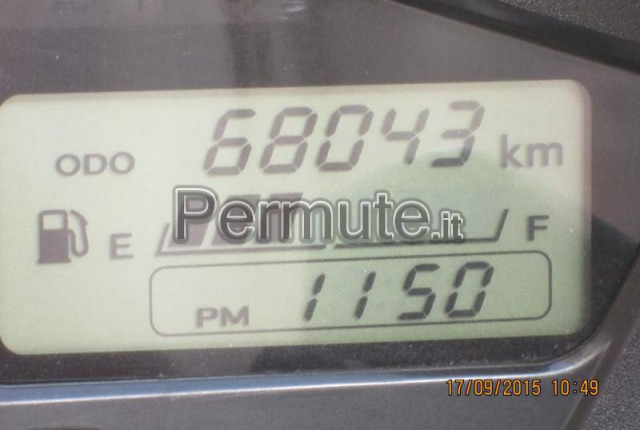 68043 km
ODO
Permute.it
E F
PM 1150
17/09/2015 10:49